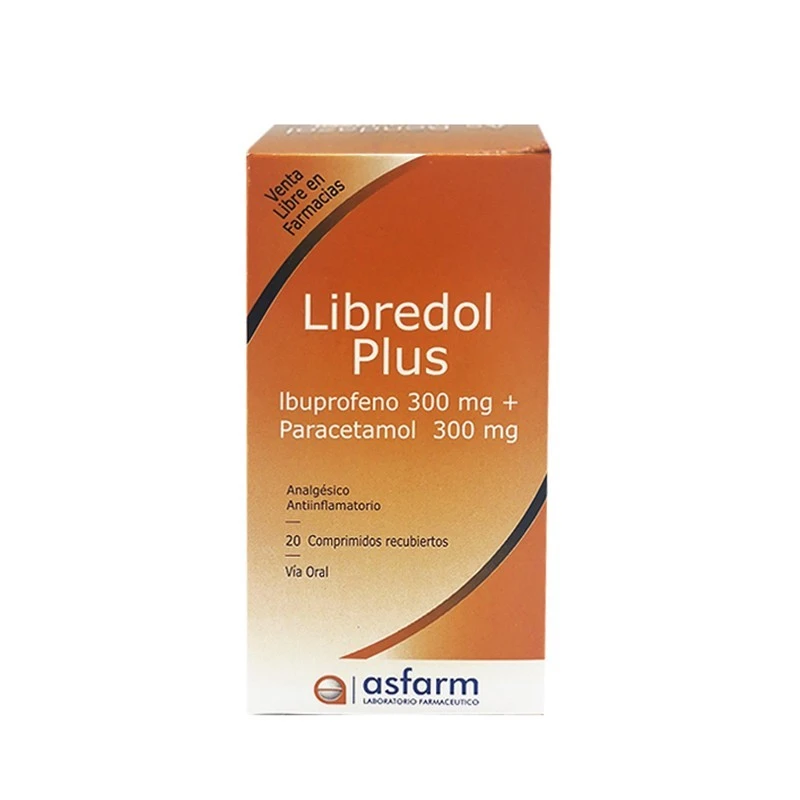 Venta
Libre en
Farmacias
Libredol
Plus
Ibuprofeno 300 mg +
Paracetamol 300 mg
Analgésico
Antiinflamatorio
20 Comprimidos recubiertos
Vía Oral
asfarm
LABORATORIO FARMACEUTICO